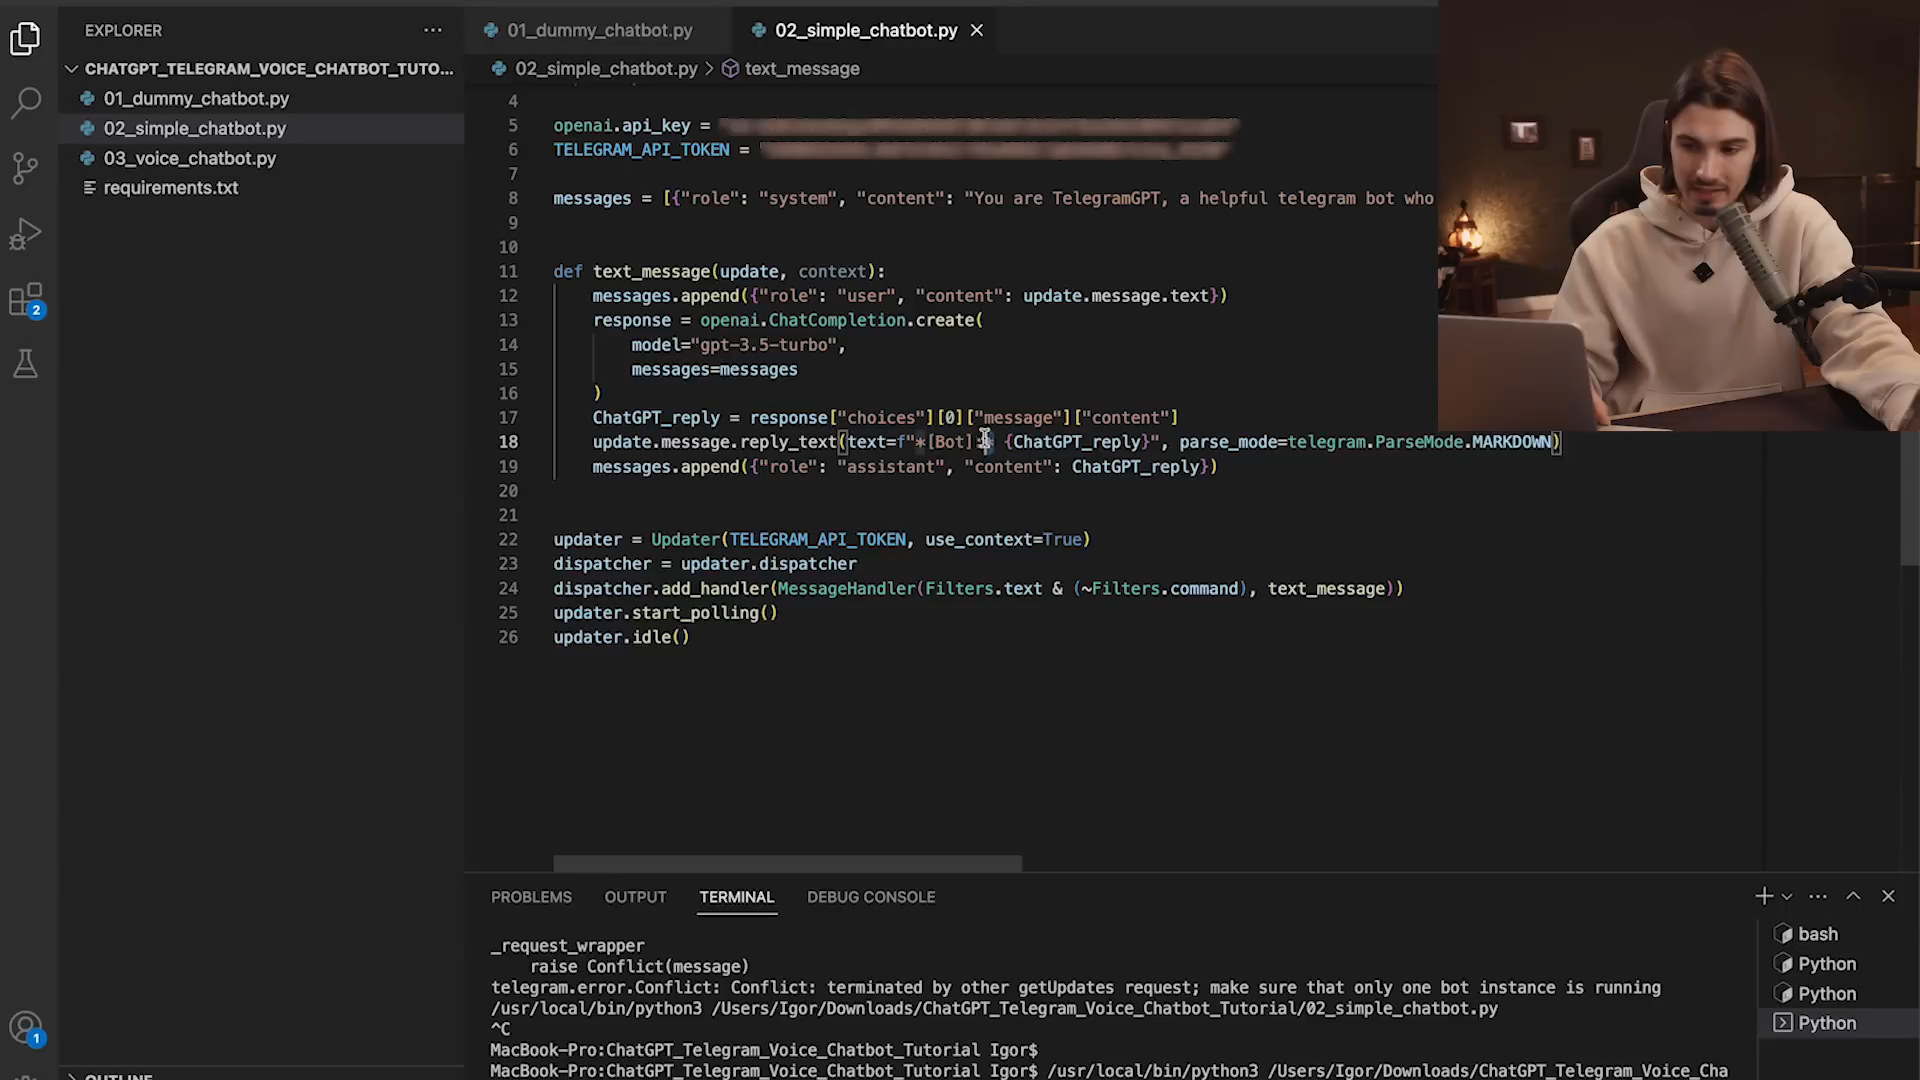 EXPLORER
CHATGPT_TELEGRAM_VOICE_CHATBOT_TUTO...
01_dummy_chatbot.py
02_simple_chatbot.py
03_voice_chatbot.py
requirements.txt
01_dummy_chatbot.py
02_simple_chatbot.py
02_simple_chatbot.py > text_message
4
5 openai.api_key =
6 TELEGRAM_API_TOKEN =
7
8 messages = [{"role": "system", "content": "You are TelegramGPT, a helpful telegram bot who
9
10
11 def text_message(update, context):
12 messages.append({"role": "user", "content": update.message.text})
13 response = openai.ChatCompletion.create(
14 model="gpt-3.5-turbo",
15 messages=messages
16 )
17 ChatGPT_reply = response["choices"][0]["message"]["content"]
18 update.message.reply_text(text=f"*[Bot]:* {ChatGPT_reply}", parse_mode=telegram.ParseMode.MARKDOWN)
19 messages.append({"role": "assistant", "content": ChatGPT_reply})
20
21
22 updater = Updater(TELEGRAM_API_TOKEN, use_context=True)
23 dispatcher = updater.dispatcher
24 dispatcher.add_handler(MessageHandler(Filters.text & (~Filters.command), text_message))
25 updater.start_polling()
26 updater.idle()
PROBLEMS OUTPUT TERMINAL DEBUG CONSOLE
_request_wrapper
raise Conflict(message)
telegram.error.Conflict: Conflict: terminated by other getUpdates request; make sure that only one bot instance is running
/usr/local/bin/python3 /Users/Igor/Downloads/ChatGPT_Telegram_Voice_Chatbot_Tutorial/02_simple_chatbot.py
^C
MacBook-Pro:ChatGPT_Telegram_Voice_Chatbot_Tutorial Igor$
MacBook-Pro:ChatGPT_Telegram_Voice_Chatbot_Tutorial Igor$ /usr/local/bin/python3 /Users/Igor/Downloads/ChatGPT_Telegram_Voice_Cha
bash
Python
Python
Python
2
1
OUTLINE